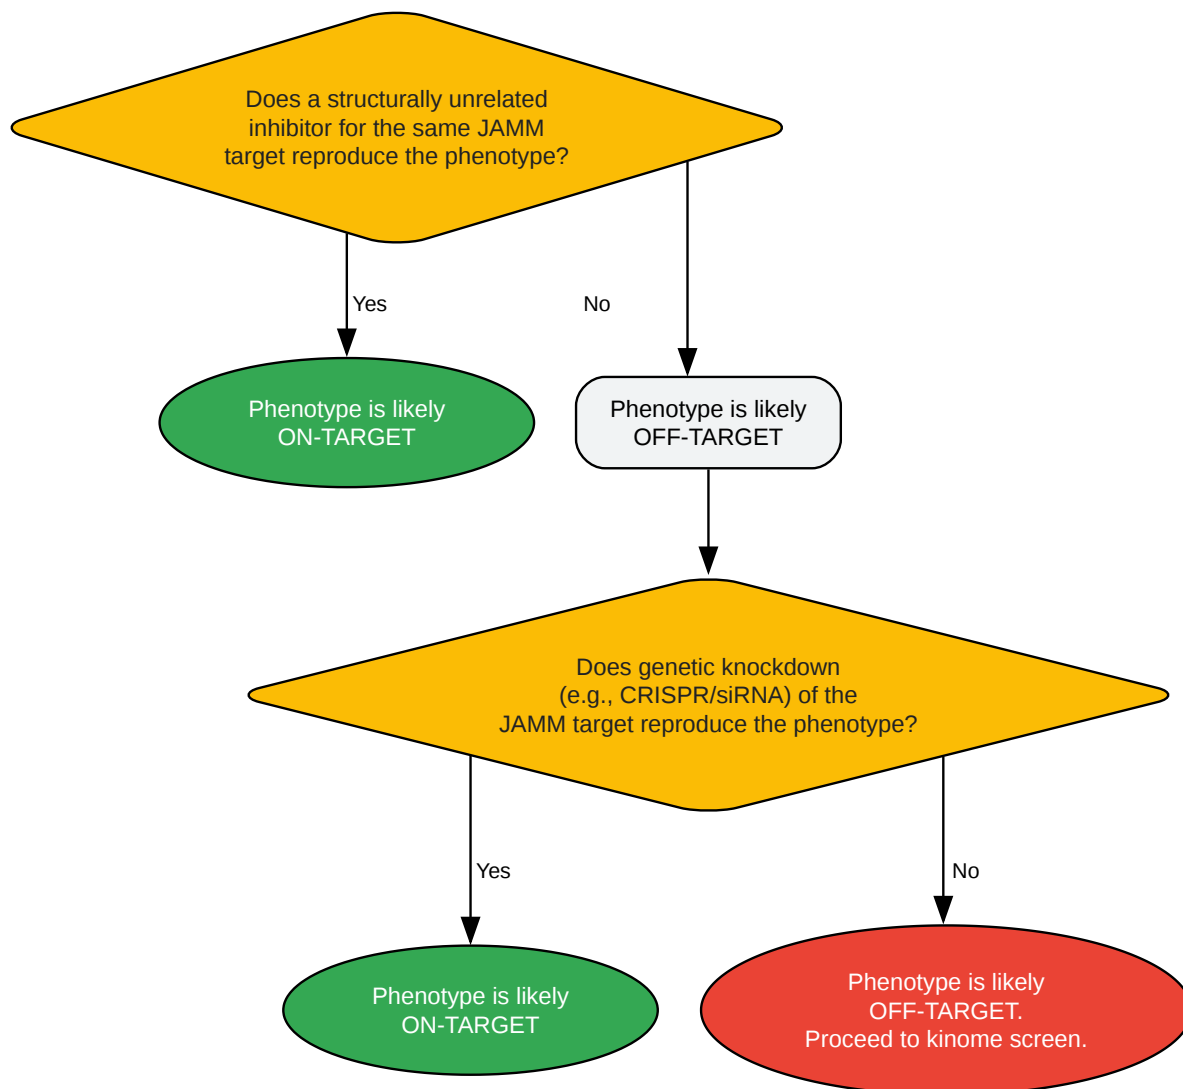 Does a structurally unrelated
inhibitor for the same JAMM
target reproduce the phenotype?
Yes
No
Phenotype is likely
ON-TARGET
Phenotype is likely
OFF-TARGET
Does genetic knockdown
(e.g., CRISPR/siRNA) of the
JAMM target reproduce the phenotype?
Yes
No
Phenotype is likely
ON-TARGET
Phenotype is likely
OFF-TARGET.
Proceed to kinome screen.